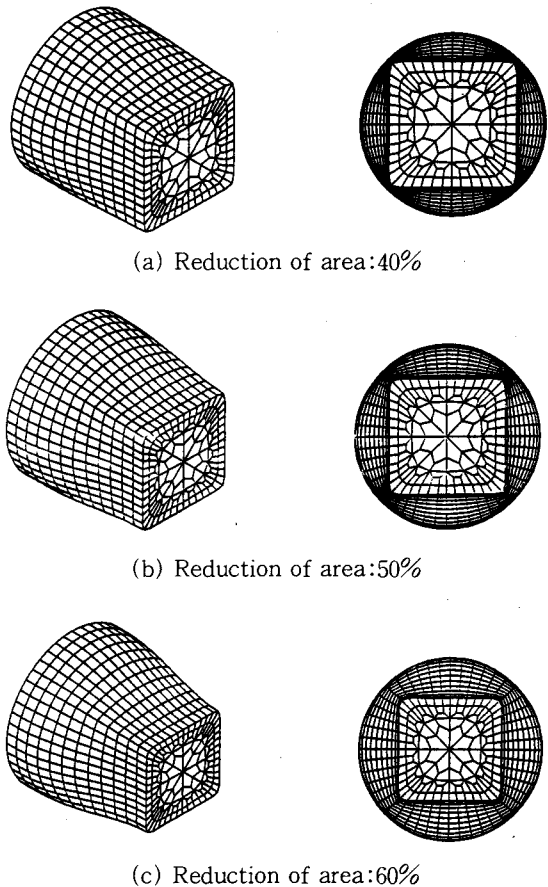 (a) Reduction of area:40%
(b) Reduction of area:50%
(c) Reduction of area:60%